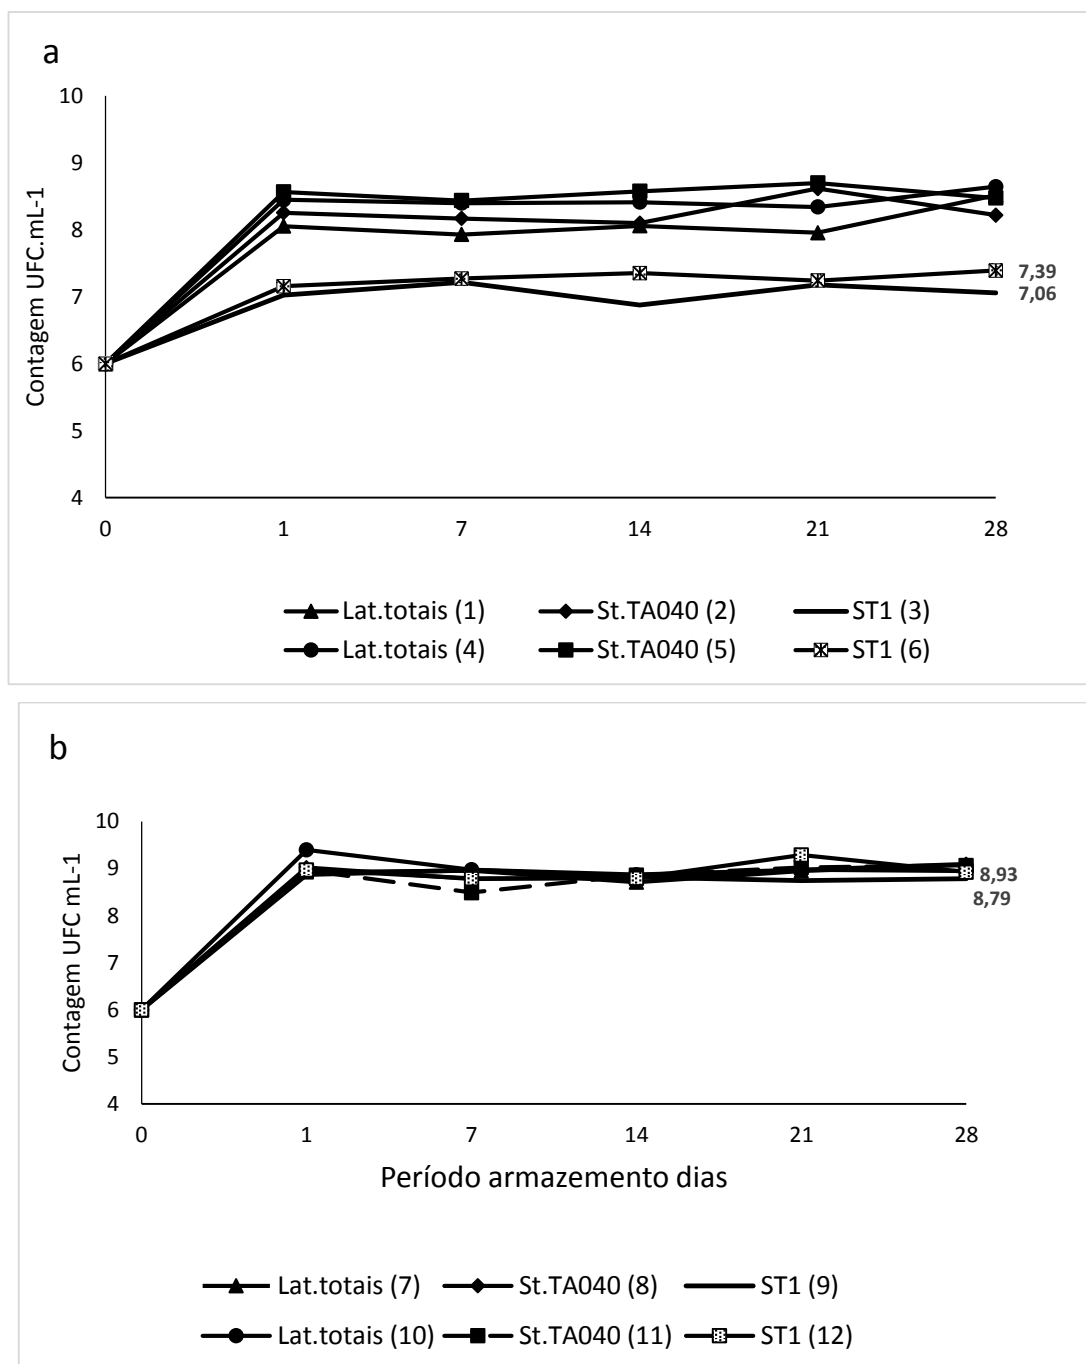 a
Contagem UFC.mL-1
10
9
8
7
6
5
4
7,39
7,06
0 1 7 14 21 28
Lat.totais (1) St.TA040 (2) ST1 (3)
Lat.totais (4) St.TA040 (5) ST1 (6)
b
Contagem UFC mL-1
10
9
8
7
6
5
4
8,93
8,79
0 1 7 14 21 28
Período armazemento dias
Lat.totais (7) St.TA040 (8) ST1 (9)
Lat.totais (10) St.TA040 (11) ST1 (12)